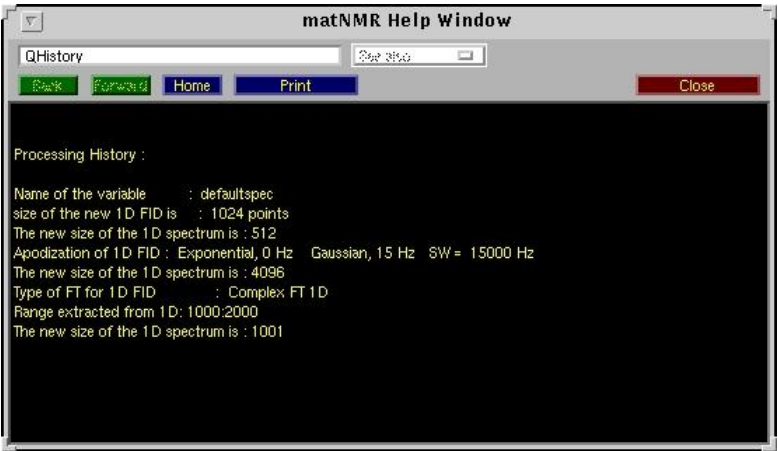 matNMR Help Window
QHistory
See also
Back Forward Home Print Close
Processing History :
Name of the variable : defaultspec
size of the new 1D FID is : 1024 points
The new size of the 1D spectrum is : 512
Apodization of 1D FID : Exponential, 0 Hz Gaussian, 15 Hz SW = 15000 Hz
The new size of the 1D spectrum is : 4096
Type of FT for 1D FID : Complex FT 1D
Range extracted from 1D: 1000:2000
The new size of the 1D spectrum is : 1001